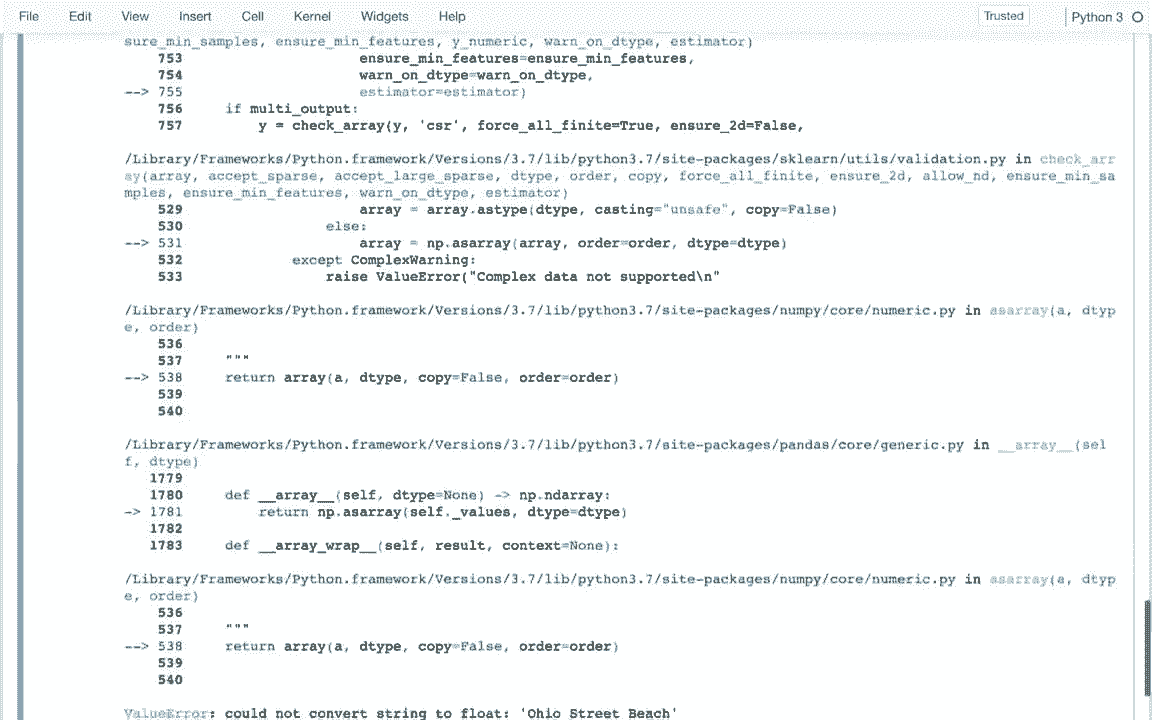 File Edit View Insert Cell Kernel Widgets Help Trusted Python 3
sure_min_samples, ensure_min_features, y_numeric, warn_on_dtype, estimator)
753 ensure_min_features=ensure_min_features,
754 warn_on_dtype=warn_on_dtype,
--> 755 estimator=estimator)
756 if multi_output:
757 y = check_array(y, 'csr', force_all_finite=True, ensure_2d=False,
/Library/Frameworks/Python.framework/Versions/3.7/lib/python3.7/site-packages/sklearn/utils/validation.py in check_arr
ay(array, accept_sparse, accept_large_sparse, dtype, order, copy, force_all_finite, ensure_2d, allow_nd, ensure_min_sa
mples, ensure_min_features, warn_on_dtype, estimator)
529 array = array.astype(dtype, casting="unsafe", copy=False)
530 else:
--> 531 array = np.asarray(array, order=order, dtype=dtype)
532 except ComplexWarning:
533 raise ValueError("Complex data not supported\n"
/Library/Frameworks/Python.framework/Versions/3.7/lib/python3.7/site-packages/numpy/core/numeric.py in asarray(a, dtyp
e, order)
536
537 """
--> 538 return array(a, dtype, copy=False, order=order)
539
540
/Library/Frameworks/Python.framework/Versions/3.7/lib/python3.7/site-packages/pandas/core/generic.py in __array__(sel
f, dtype)
1779
1780 def __array__(self, dtype=None) -> np.ndarray:
-> 1781 return np.asarray(self._values, dtype=dtype)
1782
1783 def __array_wrap__(self, result, context=None):
/Library/Frameworks/Python.framework/Versions/3.7/lib/python3.7/site-packages/numpy/core/numeric.py in asarray(a, dtyp
e, order)
536
537 """
--> 538 return array(a, dtype, copy=False, order=order)
539
540
ValueError: could not convert string to float: 'Ohio Street Beach'